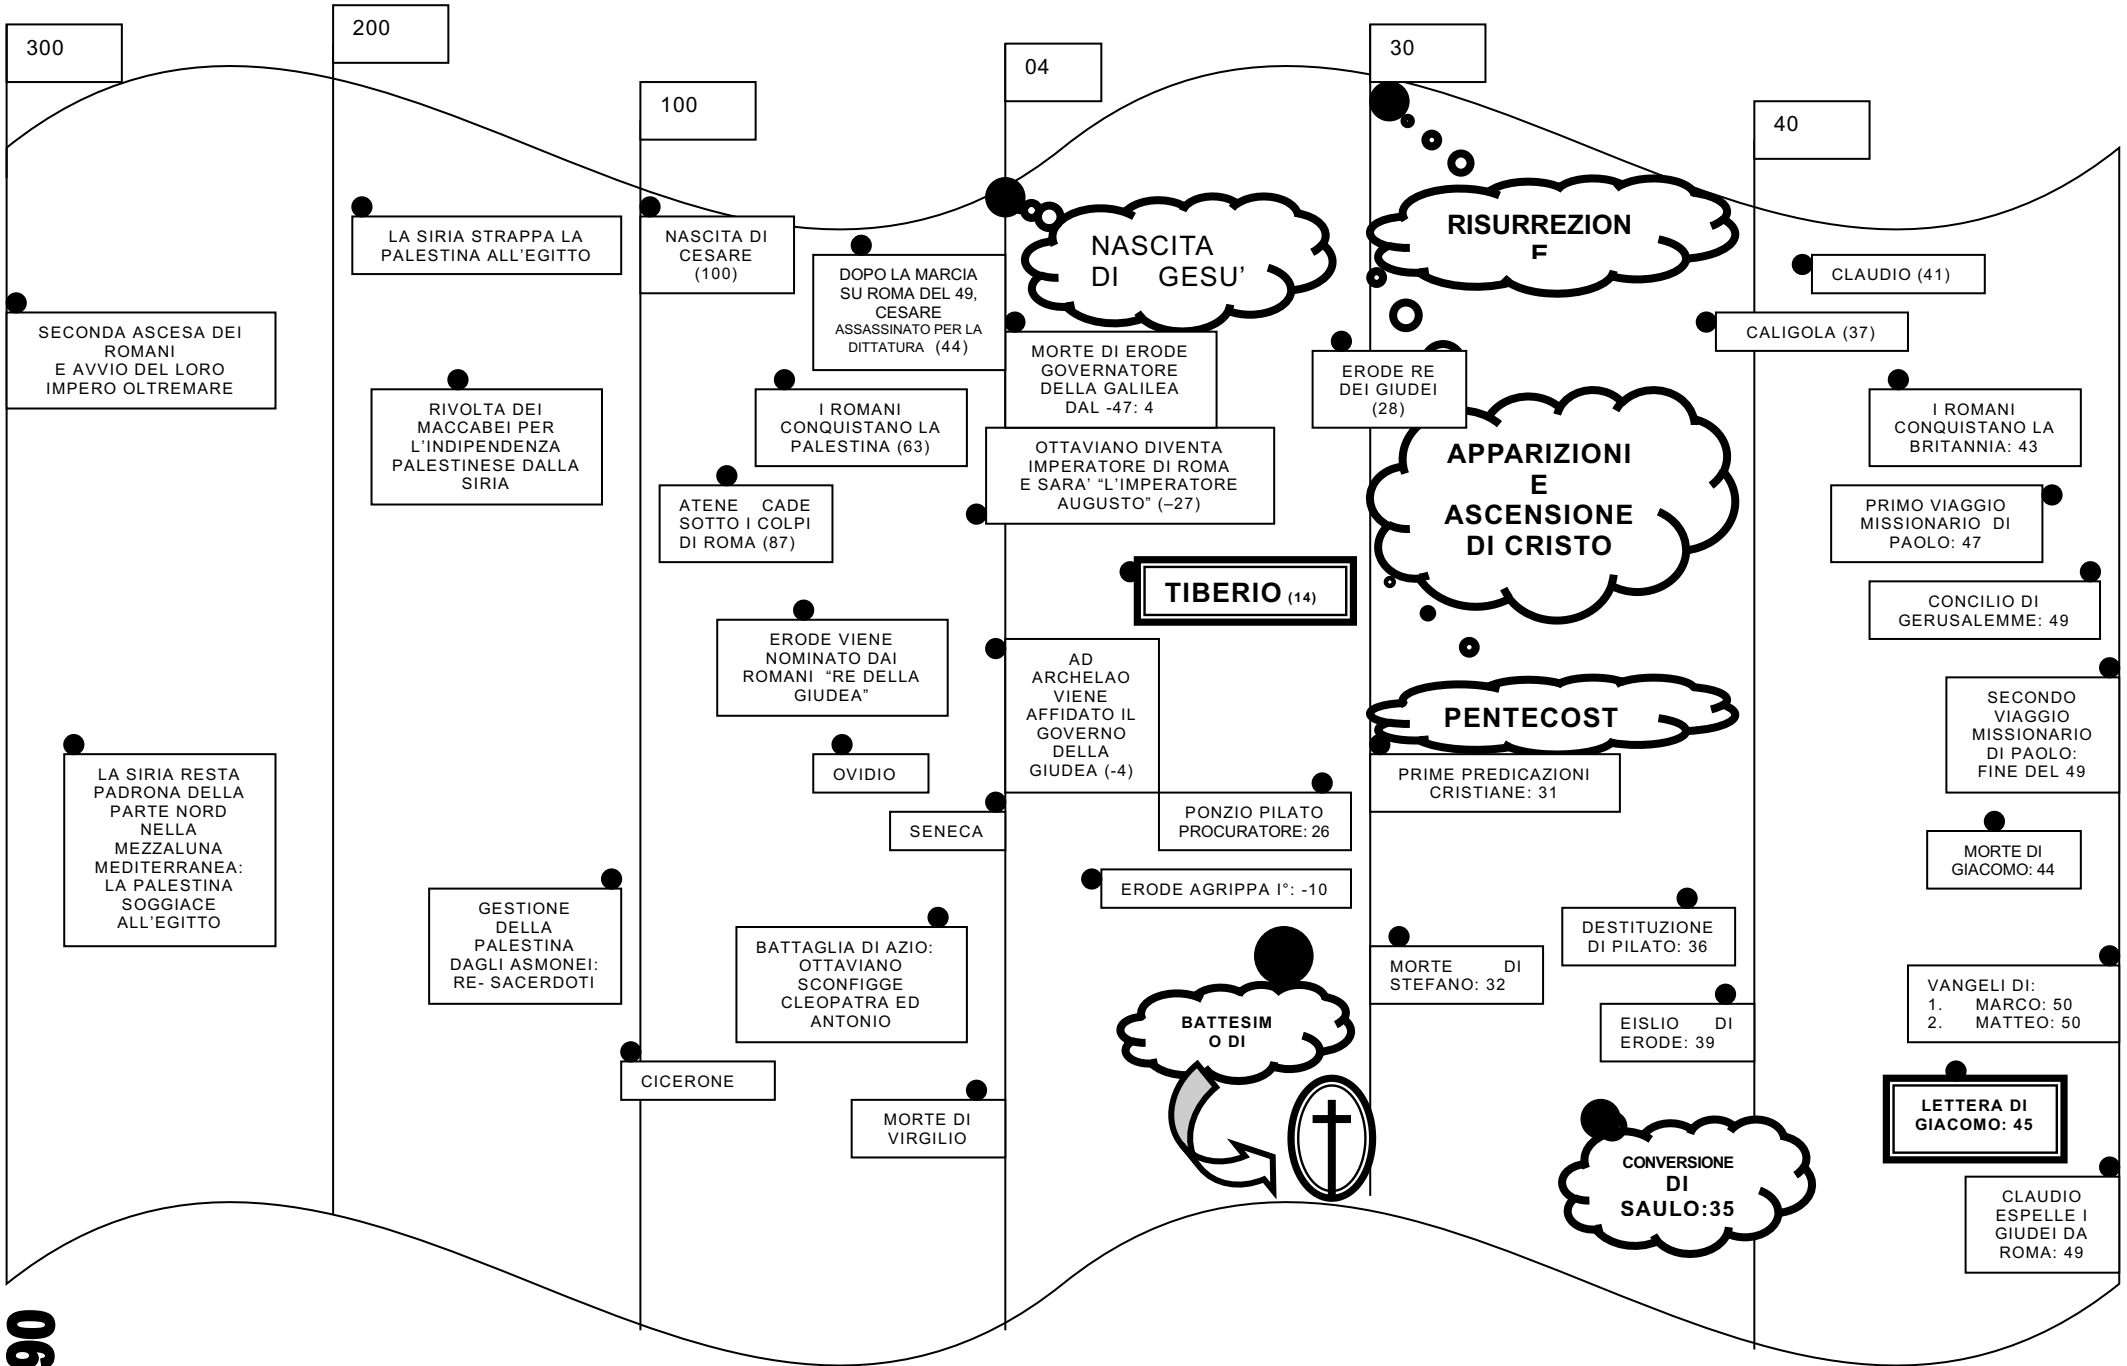 300
200
100
04
30
40
SECONDA ASCESA DEI
ROMANI
E AVVIO DEL LORO
IMPERO OLTREMARE
LA SIRIA RESTA
PADRONA DELLA
PARTE NORD
NELLA
MEZZALUNA
MEDITERRANEA:
LA PALESTINA
SOGGIACE
ALL'EGITTO
LA SIRIA STRAPPA LA
PALESTINA ALL'EGITTO
RIVOLTA DEI
MACCABEI PER
L'INDIPENDENZA
PALESTINESE DALLA
SIRIA
GESTIONE
DELLA
PALESTINA
DAGLI ASMONEI:
RE- SACERDOTI
NASCITA DI
CESARE
(100)
DOPO LA MARCIA
SU ROMA DEL 49,
CESARE
ASSASSINATO PER LA
DITTATURA (44)
I ROMANI
CONQUISTANO LA
PALESTINA (63)
ATENE CADE
SOTTO I COLPI
DI ROMA (87)
ERODE VIENE
NOMINATO DAI
ROMANI “RE DELLA
GIUDEA”
OVIDIO
SENECA
BATTAGLIA DI AZIO:
OTTAVIANO
SCONFIGGE
CLEOPATRA ED
ANTONIO
CICERONE
MORTE DI
VIRGILIO
NASCITA
DI GESU'
MORTE DI ERODE
GOVERNATORE
DELLA GALILEA
DAL -47: 4
OTTAVIANO DIVENTA
IMPERATORE DI ROMA
E SARA' “L'IMPERATORE
AUGUSTO” (–27)
TIBERIO (14)
AD
ARCHELAO
VIENE
AFFIDATO IL
GOVERNO
DELLA
GIUDEA (-4)
PONZIO PILATO
PROCURATORE: 26
ERODE AGRIPPA I°: -10
BATTESIM
O DI
ERODE RE
DEI GIUDEI
(28)
RISURREZION
E
APPARIZIONI
E
ASCENSIONE
DI CRISTO
PENTECOST
PRIME PREDICAZIONI
CRISTIANE: 31
MORTE DI
STEFANO: 32
DESTITUZIONE
DI PILATO: 36
EISLIO DI
ERODE: 39
CONVERSIONE
DI
SAULO:35
CLAUDIO (41)
CALIGOLA (37)
I ROMANI
CONQUISTANO LA
BRITANNIA: 43
PRIMO VIAGGIO
MISSIONARIO DI
PAOLO: 47
CONCILIO DI
GERUSALEMME: 49
SECONDO
VIAGGIO
MISSIONARIO
DI PAOLO:
FINE DEL 49
MORTE DI
GIACOMO: 44
VANGELI DI:
1. MARCO: 50
2. MATTEO: 50
LETTERA DI
GIACOMO: 45
CLAUDIO
ESPELLE I
GIUDEI DA
ROMA: 49